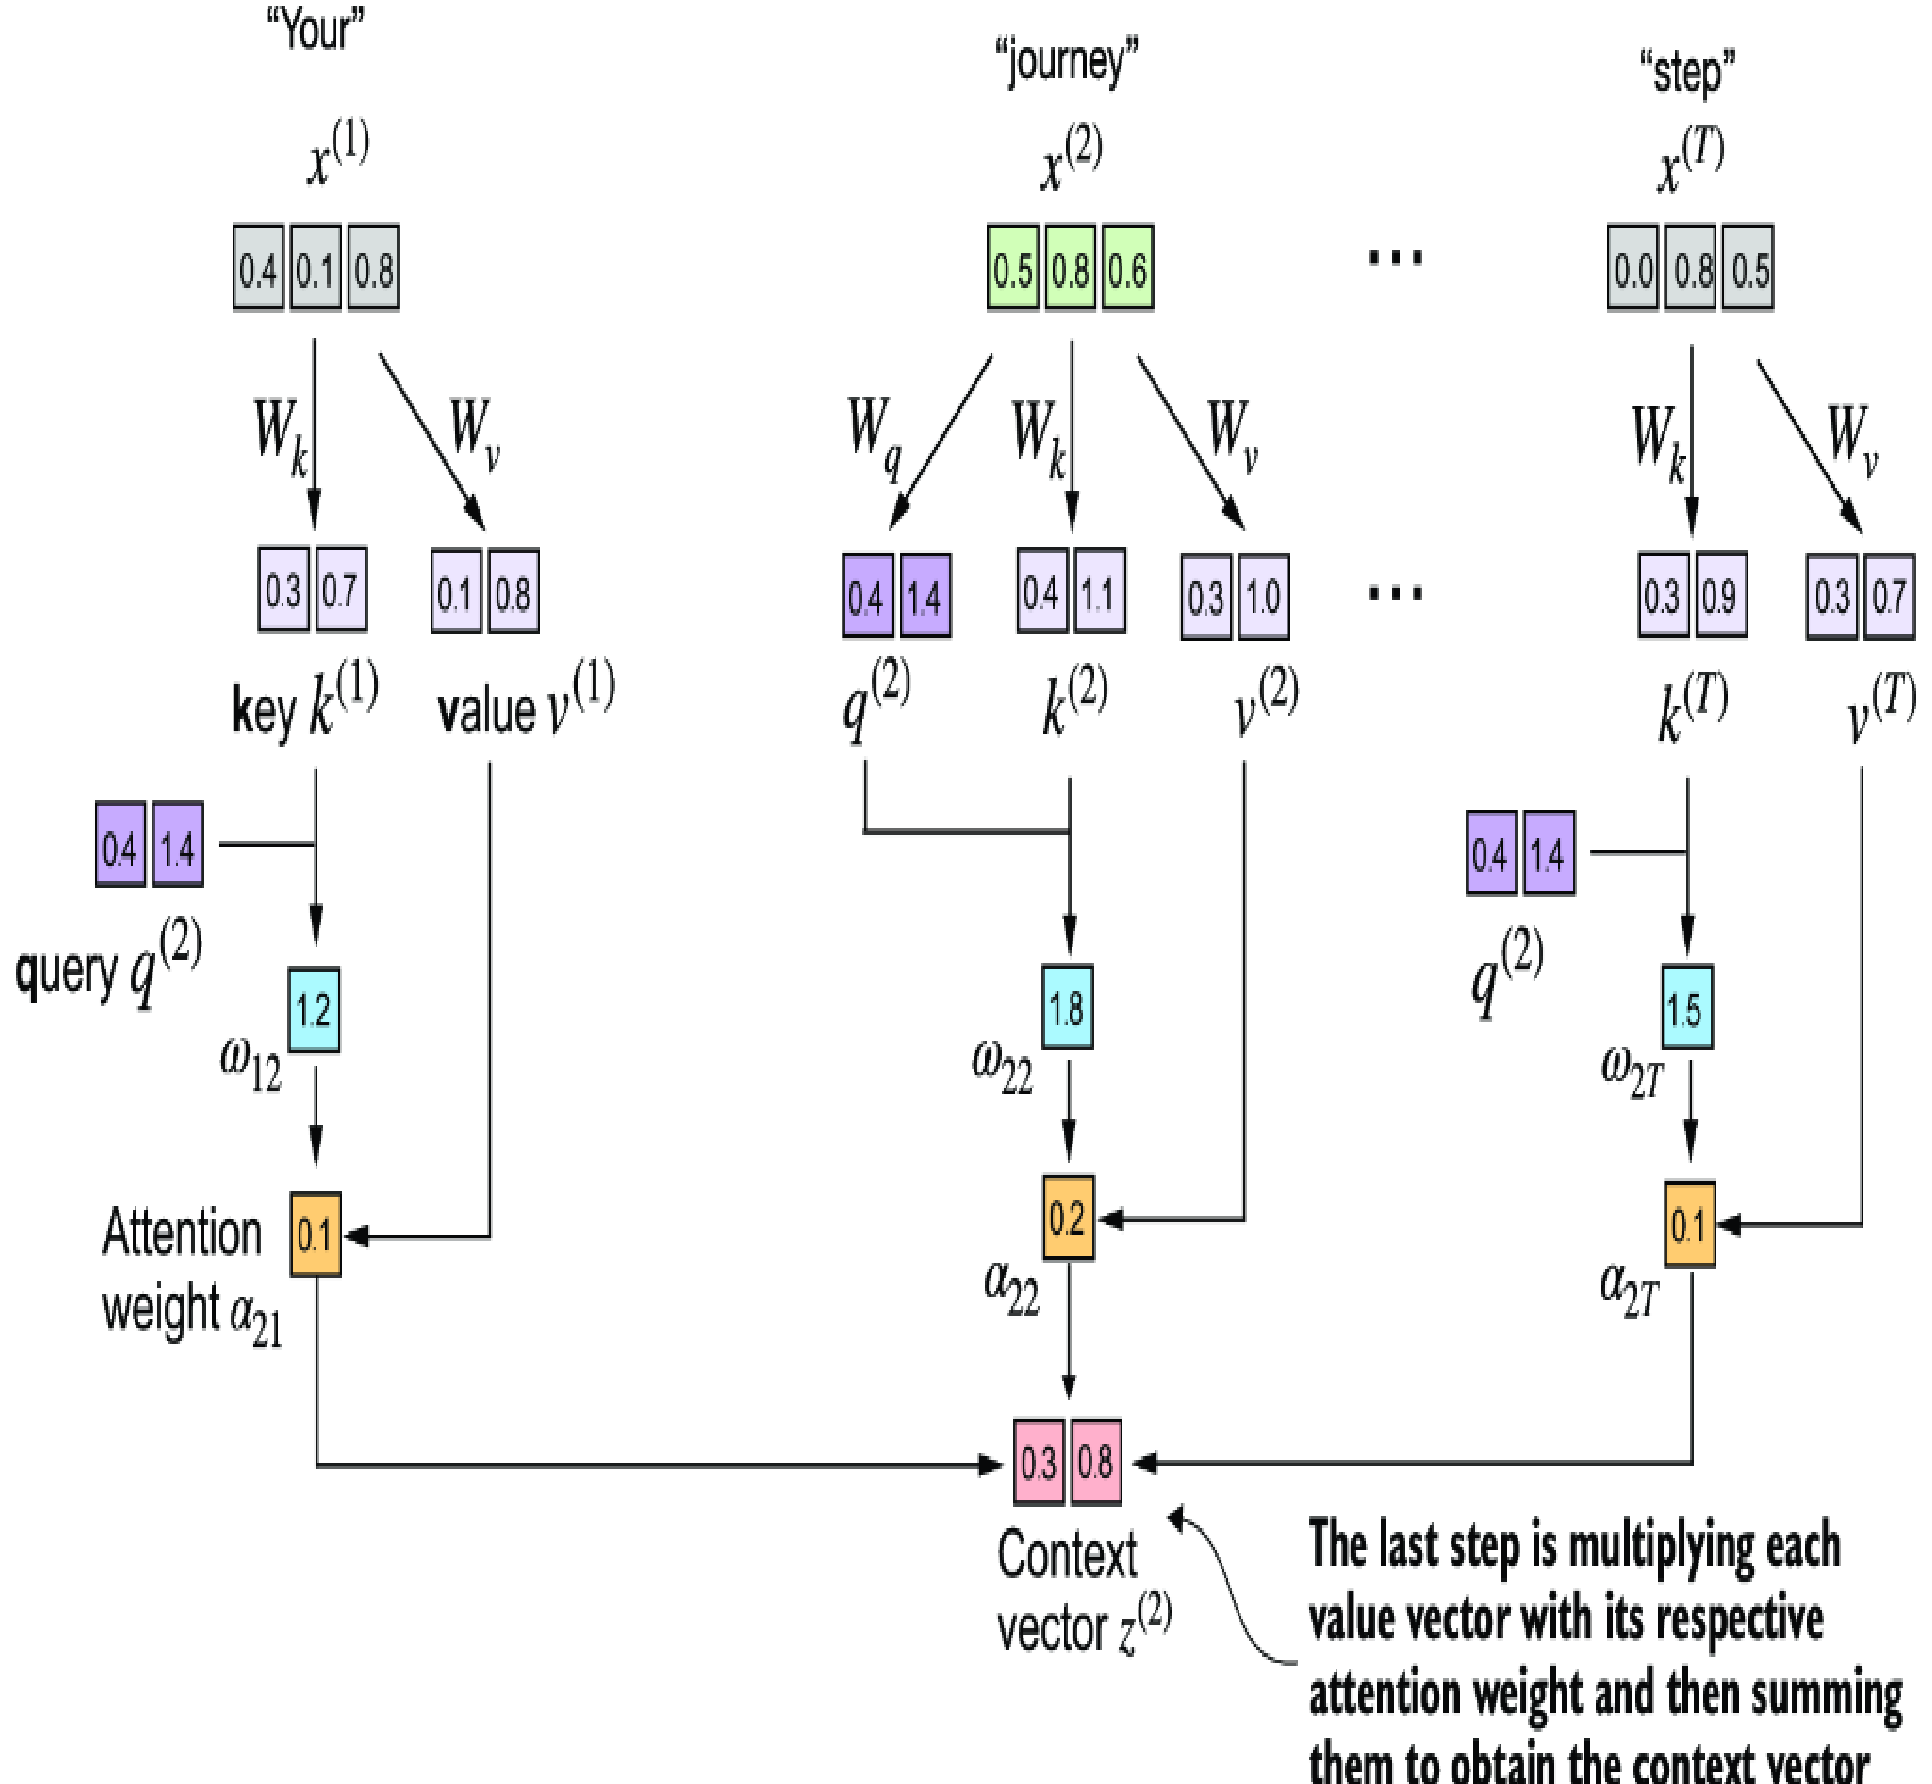 “Your”
“journey”
“step”
x(1)
x(2)
x(T)
0.4 0.1 0.8
0.5 0.8 0.6
...
0.0 0.8 0.5
Wk
Wv
Wq
Wk
Wv
Wk
Wv
0.3 0.7
0.1 0.8
0.4 1.4
0.4 1.1
0.3 1.0
...
0.3 0.9
0.3 0.7
key k(1)
value v(1)
q(2)
k(2)
v(2)
k(T)
v(T)
0.4 1.4
query q(2)
0.4 1.4
q(2)
1.2
ω12
1.8
ω22
1.5
ω2T
Attention
weight α21
0.1
0.2
α22
0.1
α2T
0.3 0.8
Context
vector z(2)
The last step is multiplying each
value vector with its respective
attention weight and then summing
them to obtain the context vector